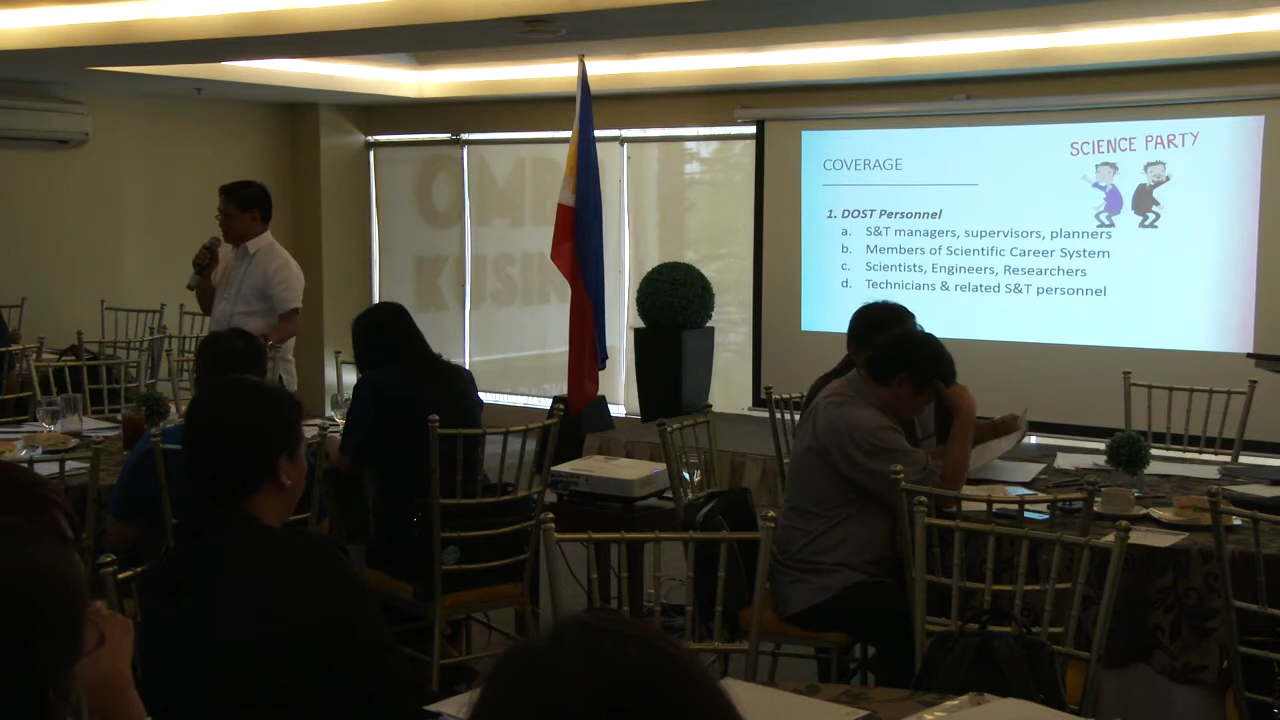 SCIENCE PARTY
COVERAGE
1. DOST Personnel
a. S&T managers, supervisors, planners
b. Members of Scientific Career System
c. Scientists, Engineers, Researchers
d. Technicians & related S&T personnel